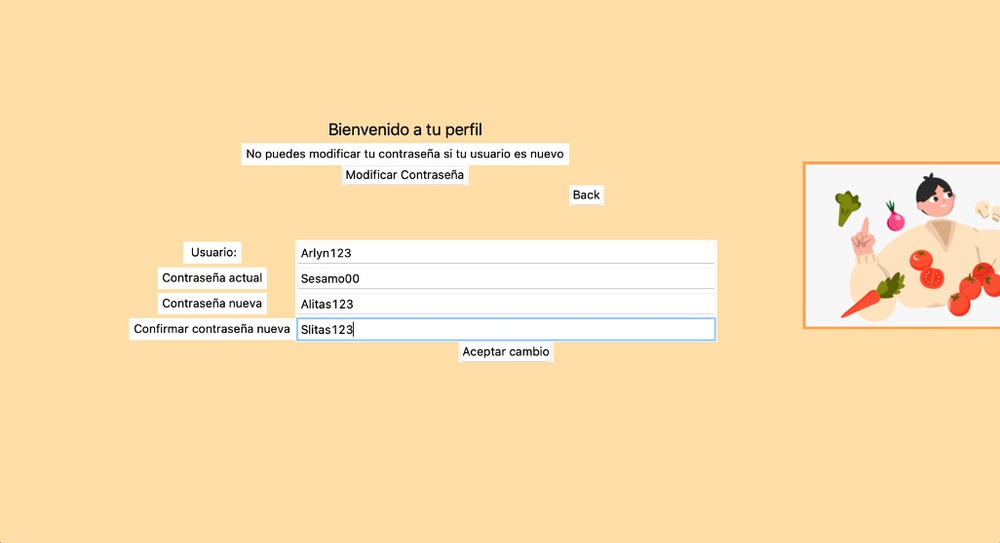 Bienvenido a tu perfil
No puedes modificar tu contraseña si tu usuario es nuevo
Modificar Contraseña
Back
Usuario: Arlyn123
Contraseña actual Sesamo00
Contraseña nueva Alitas123
Confirmar contraseña nueva Slitas123
Aceptar cambio